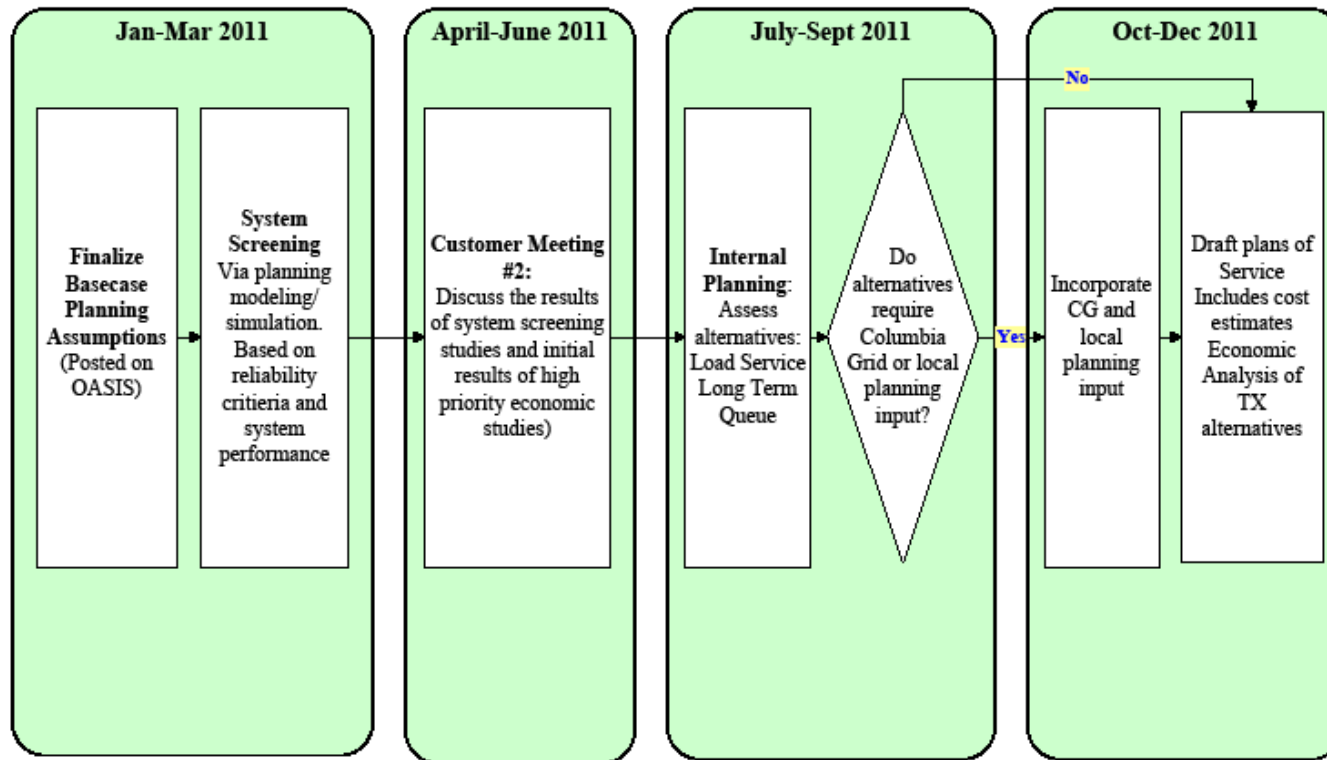 Jan-Mar 2011
Finalize
Basecase
Planning
Assumptions
(Posted on
OASIS)
System
Screening
Via planning
modeling/
simulation.
Based on
reliability
critieria and
system
performance
April-June 2011
Customer Meeting
#2:
Discuss the results
of system screening
studies and initial
results of high
priority economic
studies)
July-Sept 2011
Internal
Planning:
Assess
alternatives:
Load Service
Long Term
Queue
Do
alternatives
require
Columbia
Grid or local
planning
input?
No
Yes
Oct-Dec 2011
Incorporate
CG and local
planning
input
Draft plans of
Service
Includes cost
estimates
Economic
Analysis of
TX
alternatives